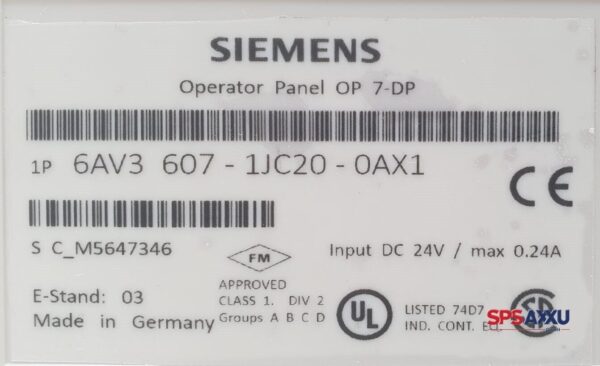 SIEMENS
Operator Panel OP 7-DP
1P 6AV3 607 - 1JC20 - 0AX1
CE
S C_M5647346
FM
Input DC 24V / max 0.24A
APPROVED
CLASS 1. DIV 2
Groups A B C D
E-Stand: 03
Made in Germany
UL
LISTED 74D7
IND. CONT.
SPSAXXU